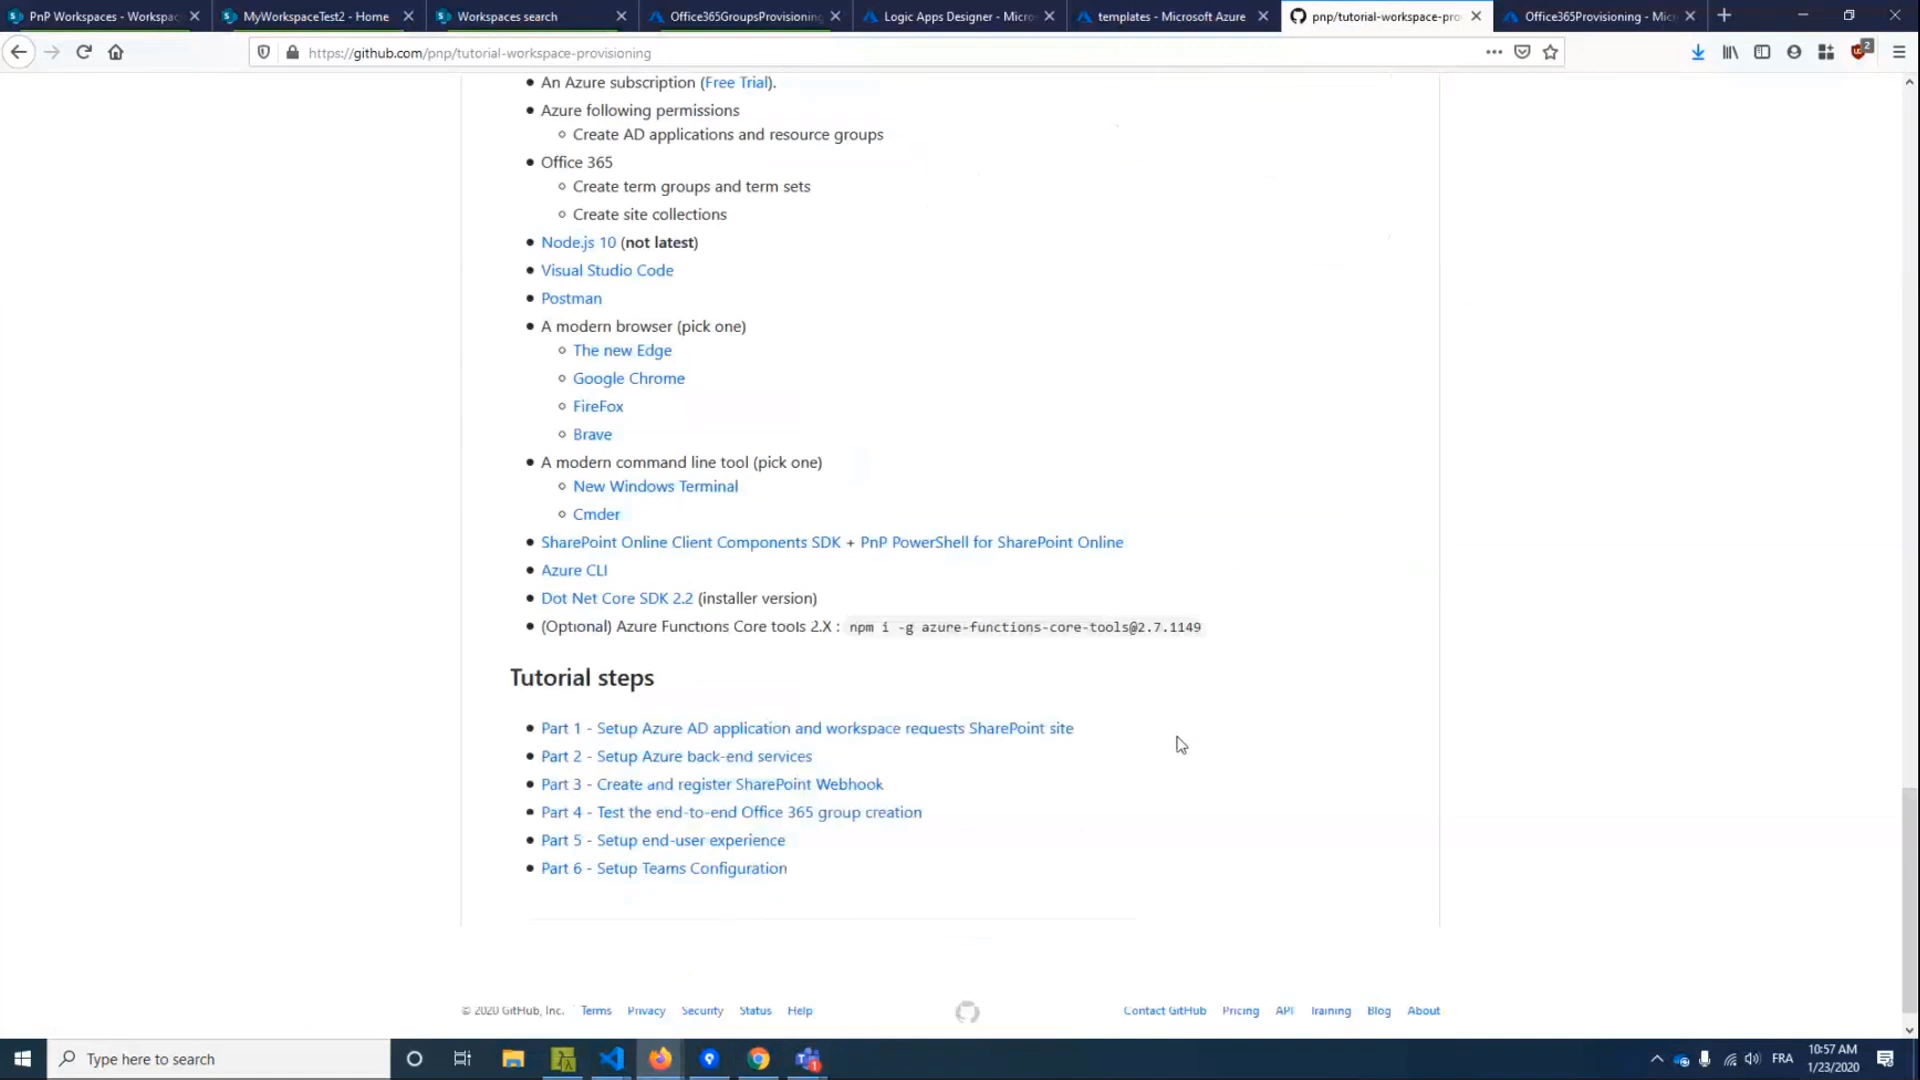 PnP Workspaces - Workspac
MyWorkspaceTest2 - Home
Workspaces search
Office365GroupsProvisioning
Logic Apps Designer - Micro
templates - Microsoft Azure
pnp/tutorial-workspace-pro
Office365Provisioning - Mic
https://github.com/pnp/tutorial-workspace-provisioning
2
An Azure subscription (Free Trial).
Azure following permissions
Create AD applications and resource groups
Office 365
Create term groups and term sets
Create site collections
Node.js 10 (not latest)
Visual Studio Code
Postman
A modern browser (pick one)
The new Edge
Google Chrome
FireFox
Brave
A modern command line tool (pick one)
New Windows Terminal
Cmder
SharePoint Online Client Components SDK + PnP PowerShell for SharePoint Online
Azure CLI
Dot Net Core SDK 2.2 (installer version)
(Optional) Azure Functions Core tools 2.X : npm i -g azure-functions-core-tools@2.7.1149
Tutorial steps
Part 1 - Setup Azure AD application and workspace requests SharePoint site
Part 2 - Setup Azure back-end services
Part 3 - Create and register SharePoint Webhook
Part 4 - Test the end-to-end Office 365 group creation
Part 5 - Setup end-user experience
Part 6 - Setup Teams Configuration
© 2020 GitHub, Inc. Terms Privacy Security Status Help
Contact GitHub Pricing API Training Blog About
Type here to search
FRA
10:57 AM
1/23/2020